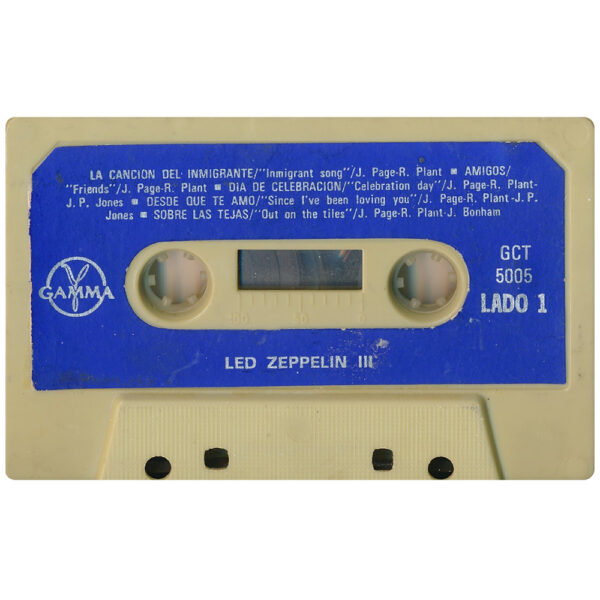 LA CANCION DEL INMIGRANTE/"Inmigrant song"/J. Page-R. Plant ▪ AMIGOS/
"Friends"/J. Page-R. Plant ▪ DIA DE CELEBRACION/"Celebration day"/J. Page-R. Plant-
J. P. Jones ▪ DESDE QUE TE AMO/"Since I've been loving you"/J. Page-R. Plant-J. P.
Jones ▪ SOBRE LAS TEJAS/"Out on the tiles"/J. Page-R. Plant-J. Bonham
GAMMA
GCT
5005
LADO 1
100 50 0
LED ZEPPELIN III